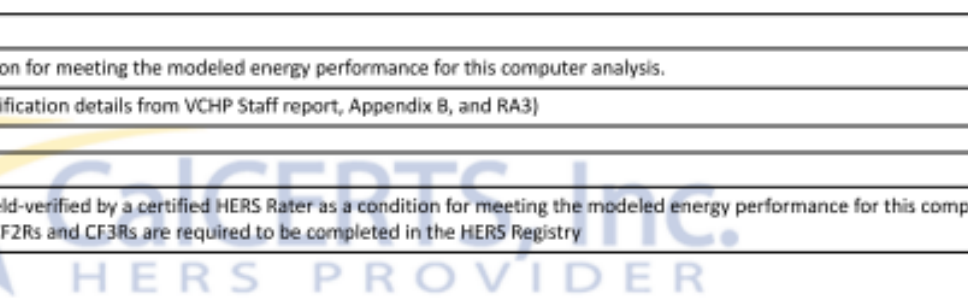 on for meeting the modeled energy performance for this computer analysis.
ification details from VCHP Staff report, Appendix B, and RA3)
eld-verified by a certified HERS Rater as a condition for meeting the modeled energy performance for this comp
F2Rs and CF3Rs are required to be completed in the HERS Registry
CalCERTS, Inc.
HERS PROVIDER